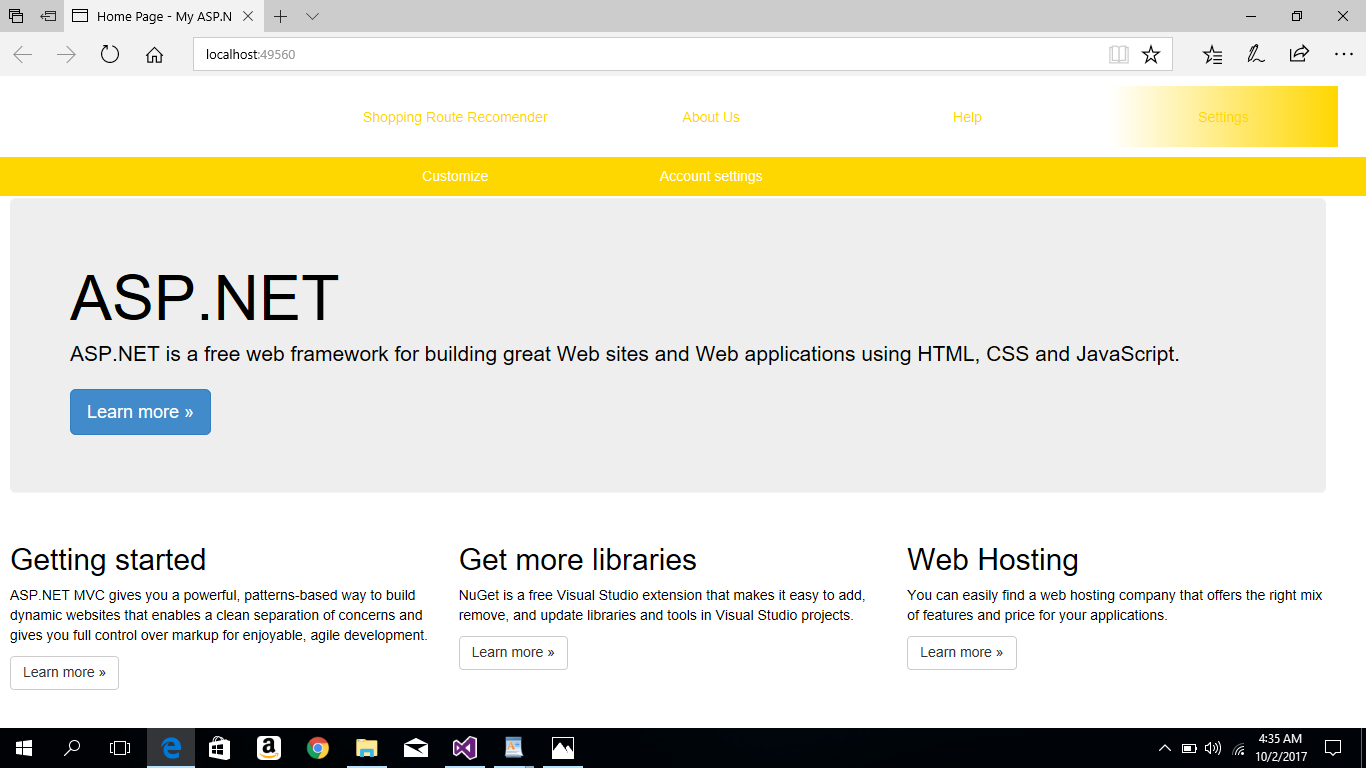 Home Page - My ASP.N
localhost:49560
Shopping Route Recomender About Us Help Settings
Customize Account settings
ASP.NET
ASP.NET is a free web framework for building great Web sites and Web applications using HTML, CSS and JavaScript.
Learn more »
Getting started
ASP.NET MVC gives you a powerful, patterns-based way to build
dynamic websites that enables a clean separation of concerns and
gives you full control over markup for enjoyable, agile development.
Learn more »
Get more libraries
NuGet is a free Visual Studio extension that makes it easy to add,
remove, and update libraries and tools in Visual Studio projects.
Learn more »
Web Hosting
You can easily find a web hosting company that offers the right mix
of features and price for your applications.
Learn more »
4:35 AM
10/2/2017